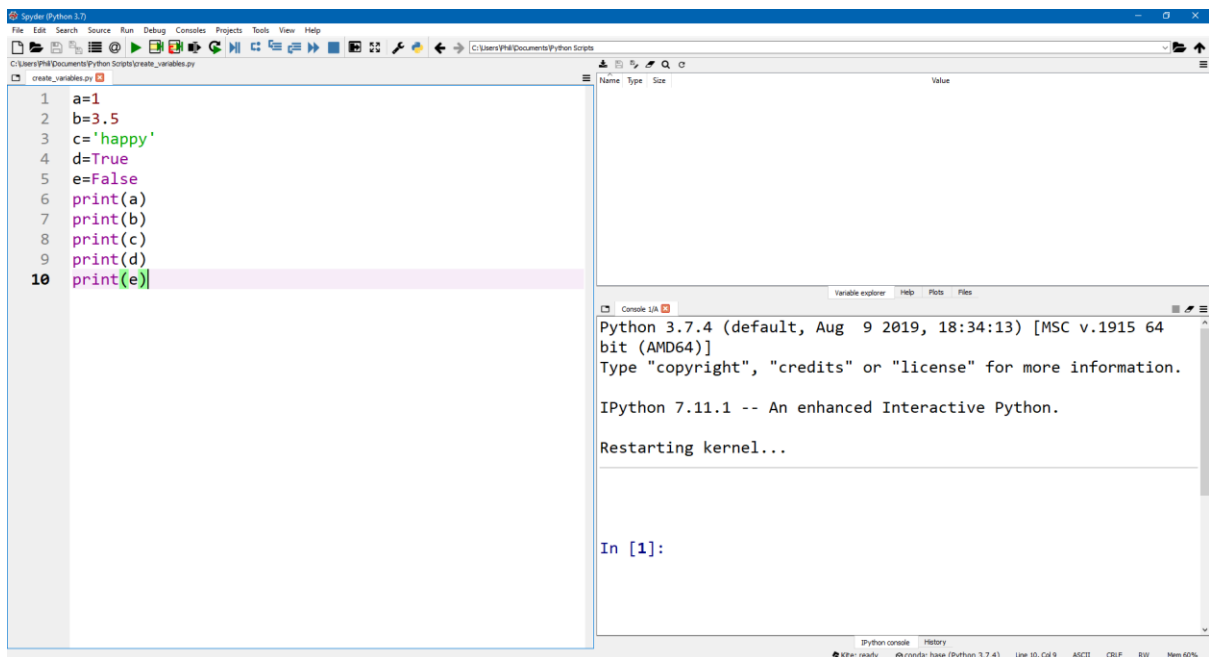 Spyder (Python 3.7)
File Edit Search Source Run Debug Consoles Projects Tools View Help
C:\Users\Phil\Documents\Python Scripts
C:\Users\Phil\Documents\Python Scripts\create_variables.py
create_variables.py
1 a=1
2 b=3.5
3 c='happy'
4 d=True
5 e=False
6 print(a)
7 print(b)
8 print(c)
9 print(d)
10 print(e)
Name Type Size Value
Variable explorer Help Plots Files
Console 1/A
Python 3.7.4 (default, Aug  9 2019, 18:34:13) [MSC v.1915 64
bit (AMD64)]
Type "copyright", "credits" or "license" for more information.
IPython 7.11.1 -- An enhanced Interactive Python.
Restarting kernel...
In [1]:
IPython console History
Kite: ready conda: base (Python 3.7.4) Line 10, Col 9 ASCII CRLF RW Mem 60%